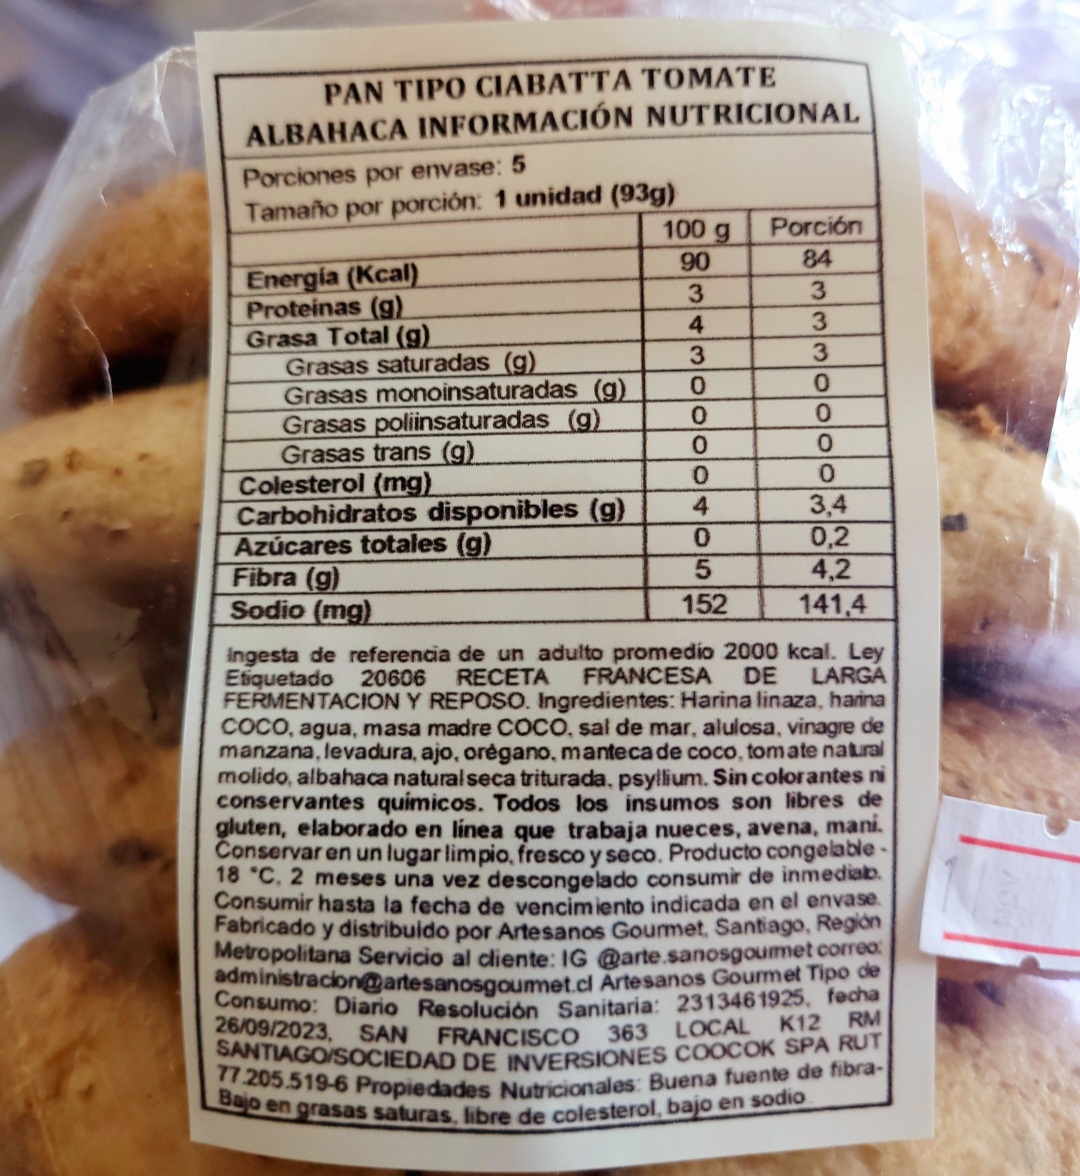 PAN TIPO CIABATTA TOMATE
ALBAHACA INFORMACIÓN NUTRICIONAL
Porciones por envase: 5
Tamaño por porción: 1 unidad (93g)
100 g Porción
Energía (Kcal) 90 84
Proteinas (g) 3 3
Grasa Total (g) 4 3
Grasas saturadas (g) 3 3
Grasas monoinsaturadas (g) 0 0
Grasas poliinsaturadas (g) 0 0
Grasas trans (g) 0 0
Colesterol (mg) 0 0
Carbohidratos disponibles (g) 4 3,4
Azúcares totales (g) 0 0,2
Fibra (g) 5 4,2
Sodio (mg) 152 141,4
Ingesta de referencia de un adulto promedio 2000 kcal. Ley
Etiquetado 20606 RECETA FRANCESA DE LARGA
FERMENTACION Y REPOSO. Ingredientes: Harina linaza, harina
COCO, agua, masa madre COCO, sal de mar, alulosa, vinagre de
manzana, levadura, ajo, orégano, manteca de coco, tomate natural
molido, albahaca natural seca triturada, psyllium. Sin colorantes ni
conservantes químicos. Todos los insumos son libres de
gluten, elaborado en línea que trabaja nueces, avena, maní.
Conservar en un lugar limpio, fresco y seco. Producto congelable -
18 °C, 2 meses una vez descongelado consumir de inmediato.
Consumir hasta la fecha de vencimiento indicada en el envase.
Fabricado y distribuido por Artesanos Gourmet, Santiago, Región
Metropolitana Servicio al cliente: IG @arte.sanosgourmet correo:
administracion@artesanosgourmet.cl Artesanos Gourmet Tipo de
Consumo: Diario Resolución Sanitaria: 2313461925, fecha
26/09/2023, SAN FRANCISCO 363 LOCAL K12 RM
SANTIAGO/SOCIEDAD DE INVERSIONES COOCOK SPA RUT
77.205.519-6 Propiedades Nutricionales: Buena fuente de fibra-
Bajo en grasas saturas, libre de colesterol, bajo en sodio.
1 NOV